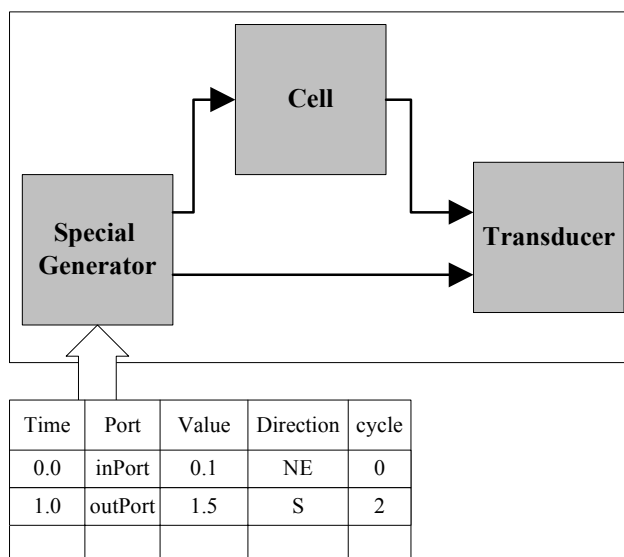 Cell
Special
Generator
Transducer
Time Port Value Direction cycle
0.0 inPort 0.1 NE 0
1.0 outPort 1.5 S 2